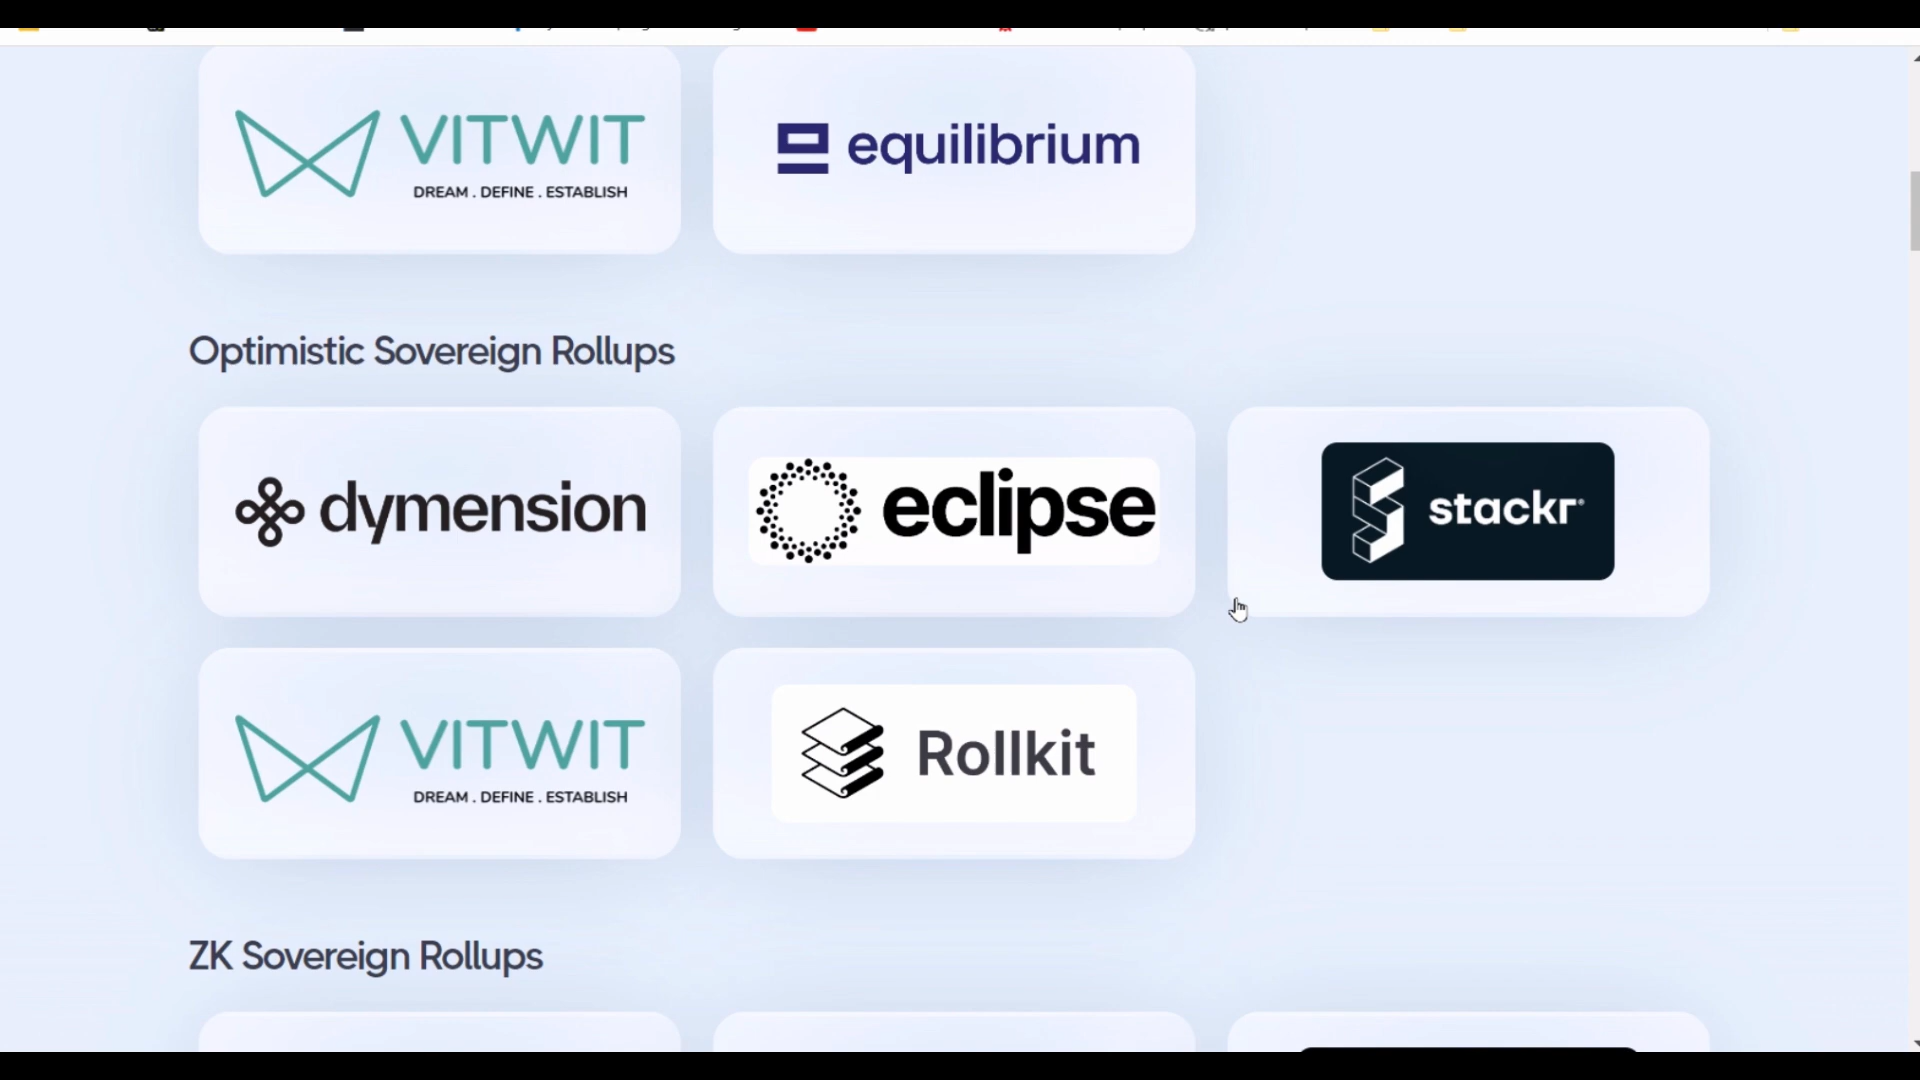 VITWIT
DREAM . DEFINE . ESTABLISH
equilibrium
Optimistic Sovereign Rollups
dymension
eclipse
stackr
VITWIT
DREAM . DEFINE . ESTABLISH
Rollkit
ZK Sovereign Rollups